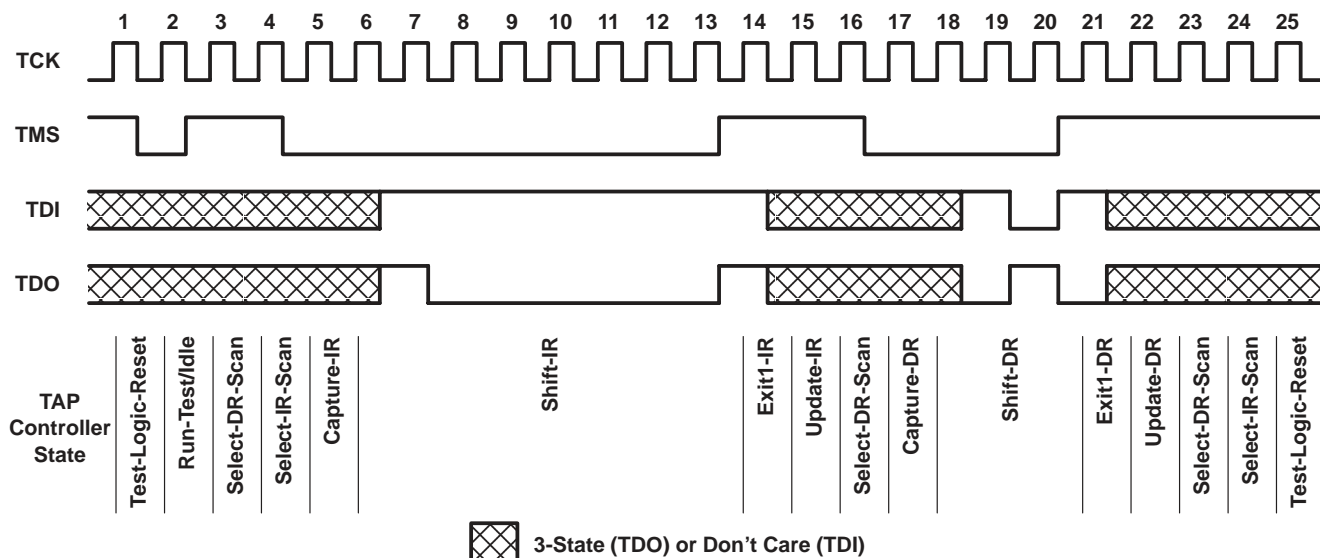 1 2 3 4 5 6 7 8 9 10 11 12 13 14 15 16 17 18 19 20 21 22 23 24 25
TCK
TMS
TDI
TDO
TAP
Controller
State
Test-Logic-Reset
Run-Test/Idle
Select-DR-Scan
Select-IR-Scan
Capture-IR
Shift-IR
Exit1-IR
Update-IR
Select-DR-Scan
Capture-DR
Shift-DR
Exit1-DR
Update-DR
Select-DR-Scan
Select-IR-Scan
Test-Logic-Reset
3-State (TDO) or Don’t Care (TDI)